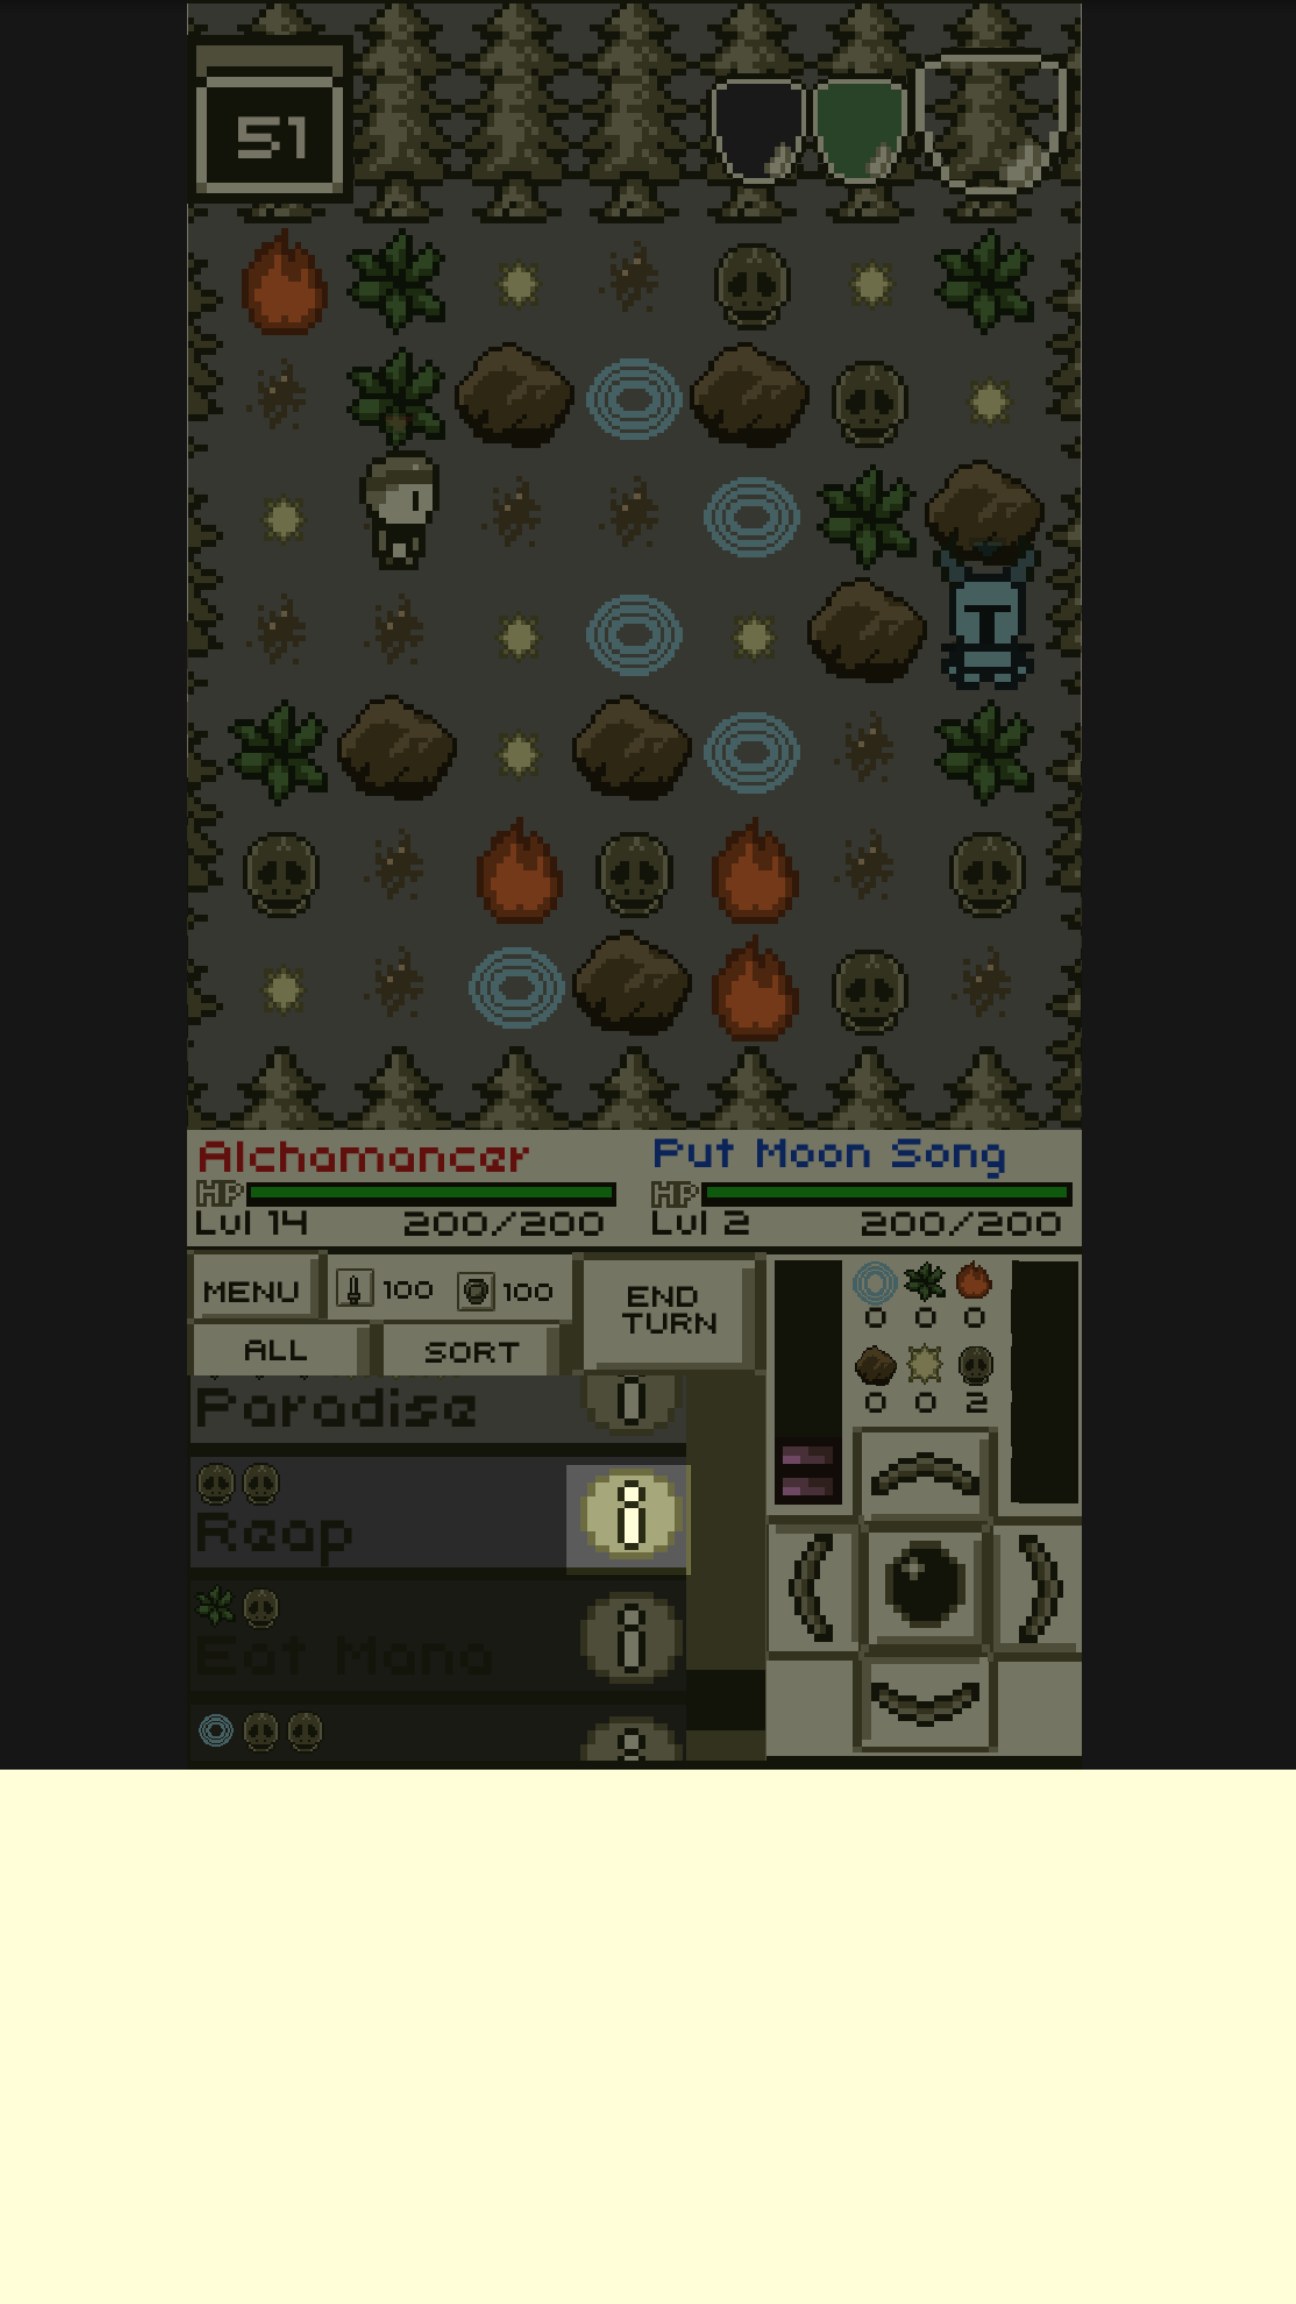 51
Alchamancer
Put Moon Song
HP
HP
Lvl 14
200/200
Lvl 2
200/200
MENU
100
100
END
TURN
ALL
SORT
0 0 0
0 0 2
Paradise
i
Reap
i
Eat Mana
i